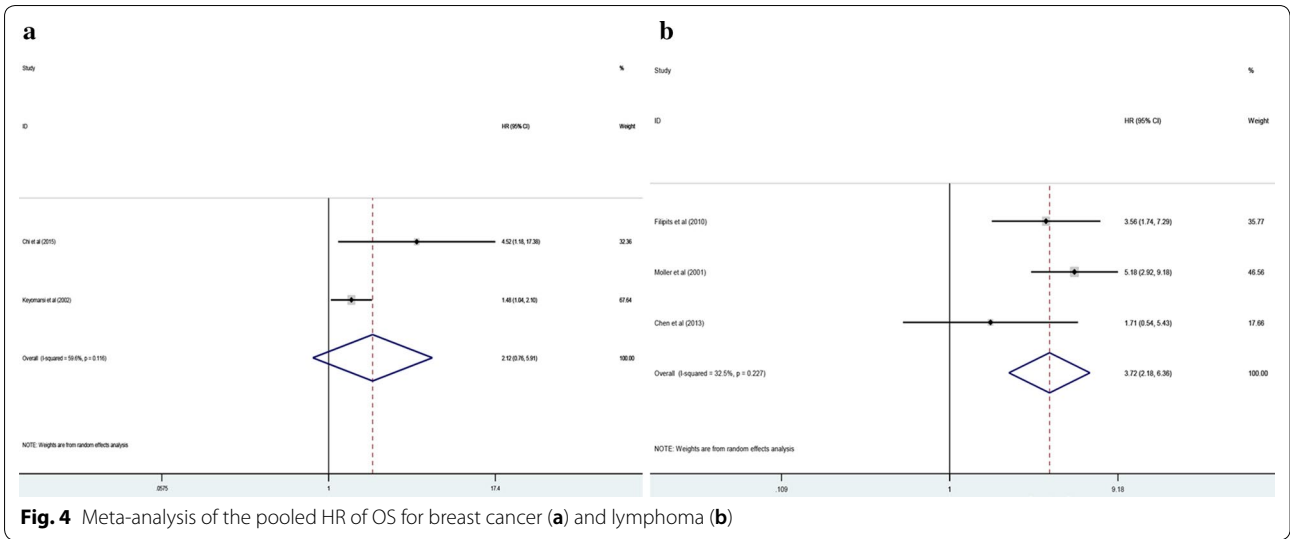 a
Study %
ID HR (95% CI) Weight
Chi et al (2015) 4.52 (1.18, 17.38) 32.36
Keyomarsi et al (2002) 1.48 (1.04, 2.10) 67.64
Overall (I-squared = 59.6%, p = 0.116) 2.12 (0.76, 5.91) 100.00
NOTE: Weights are from random effects analysis
.0575 1 17.4
b
Study %
ID HR (95% CI) Weight
Filipits et al (2010) 3.56 (1.74, 7.29) 35.77
Moller et al (2001) 5.18 (2.92, 9.18) 46.56
Chen et al (2013) 1.71 (0.54, 5.43) 17.66
Overall (I-squared = 32.5%, p = 0.227) 3.72 (2.18, 6.36) 100.00
NOTE: Weights are from random effects analysis
.109 1 9.18
Fig. 4 Meta-analysis of the pooled HR of OS for breast cancer (a) and lymphoma (b)